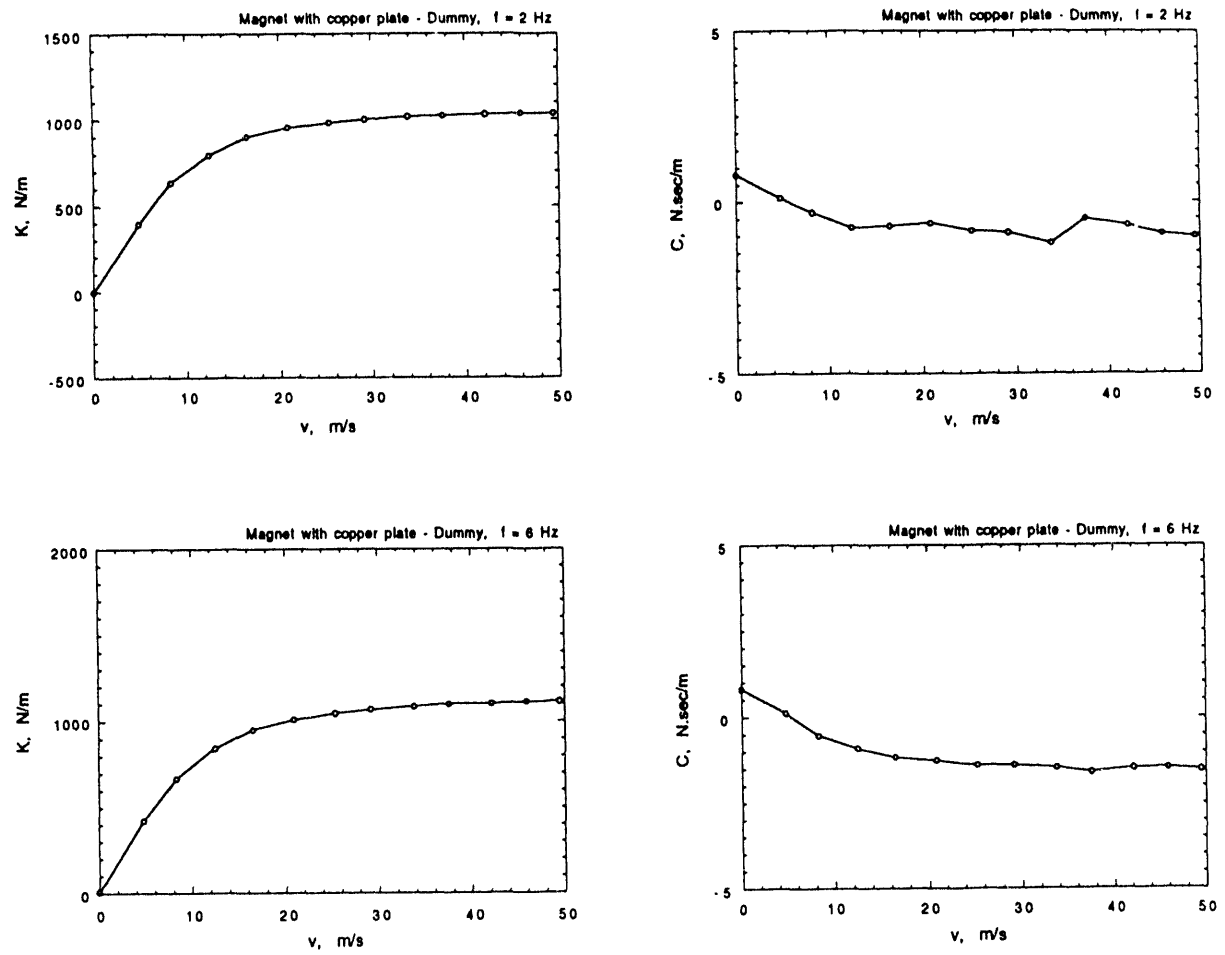 Magnet with copper plate - Dummy, f = 2 Hz
1500
1000
500
0
-500
K, N/m
0 10 20 30 40 50
v, m/s
Magnet with copper plate - Dummy, f = 2 Hz
5
0
-5
C, N.sec/m
0 10 20 30 40 50
v, m/s
Magnet with copper plate - Dummy, f = 6 Hz
2000
1000
0
K, N/m
0 10 20 30 40 50
v, m/s
Magnet with copper plate - Dummy, f = 6 Hz
5
0
-5
C, N.sec/m
0 10 20 30 40 50
v, m/s